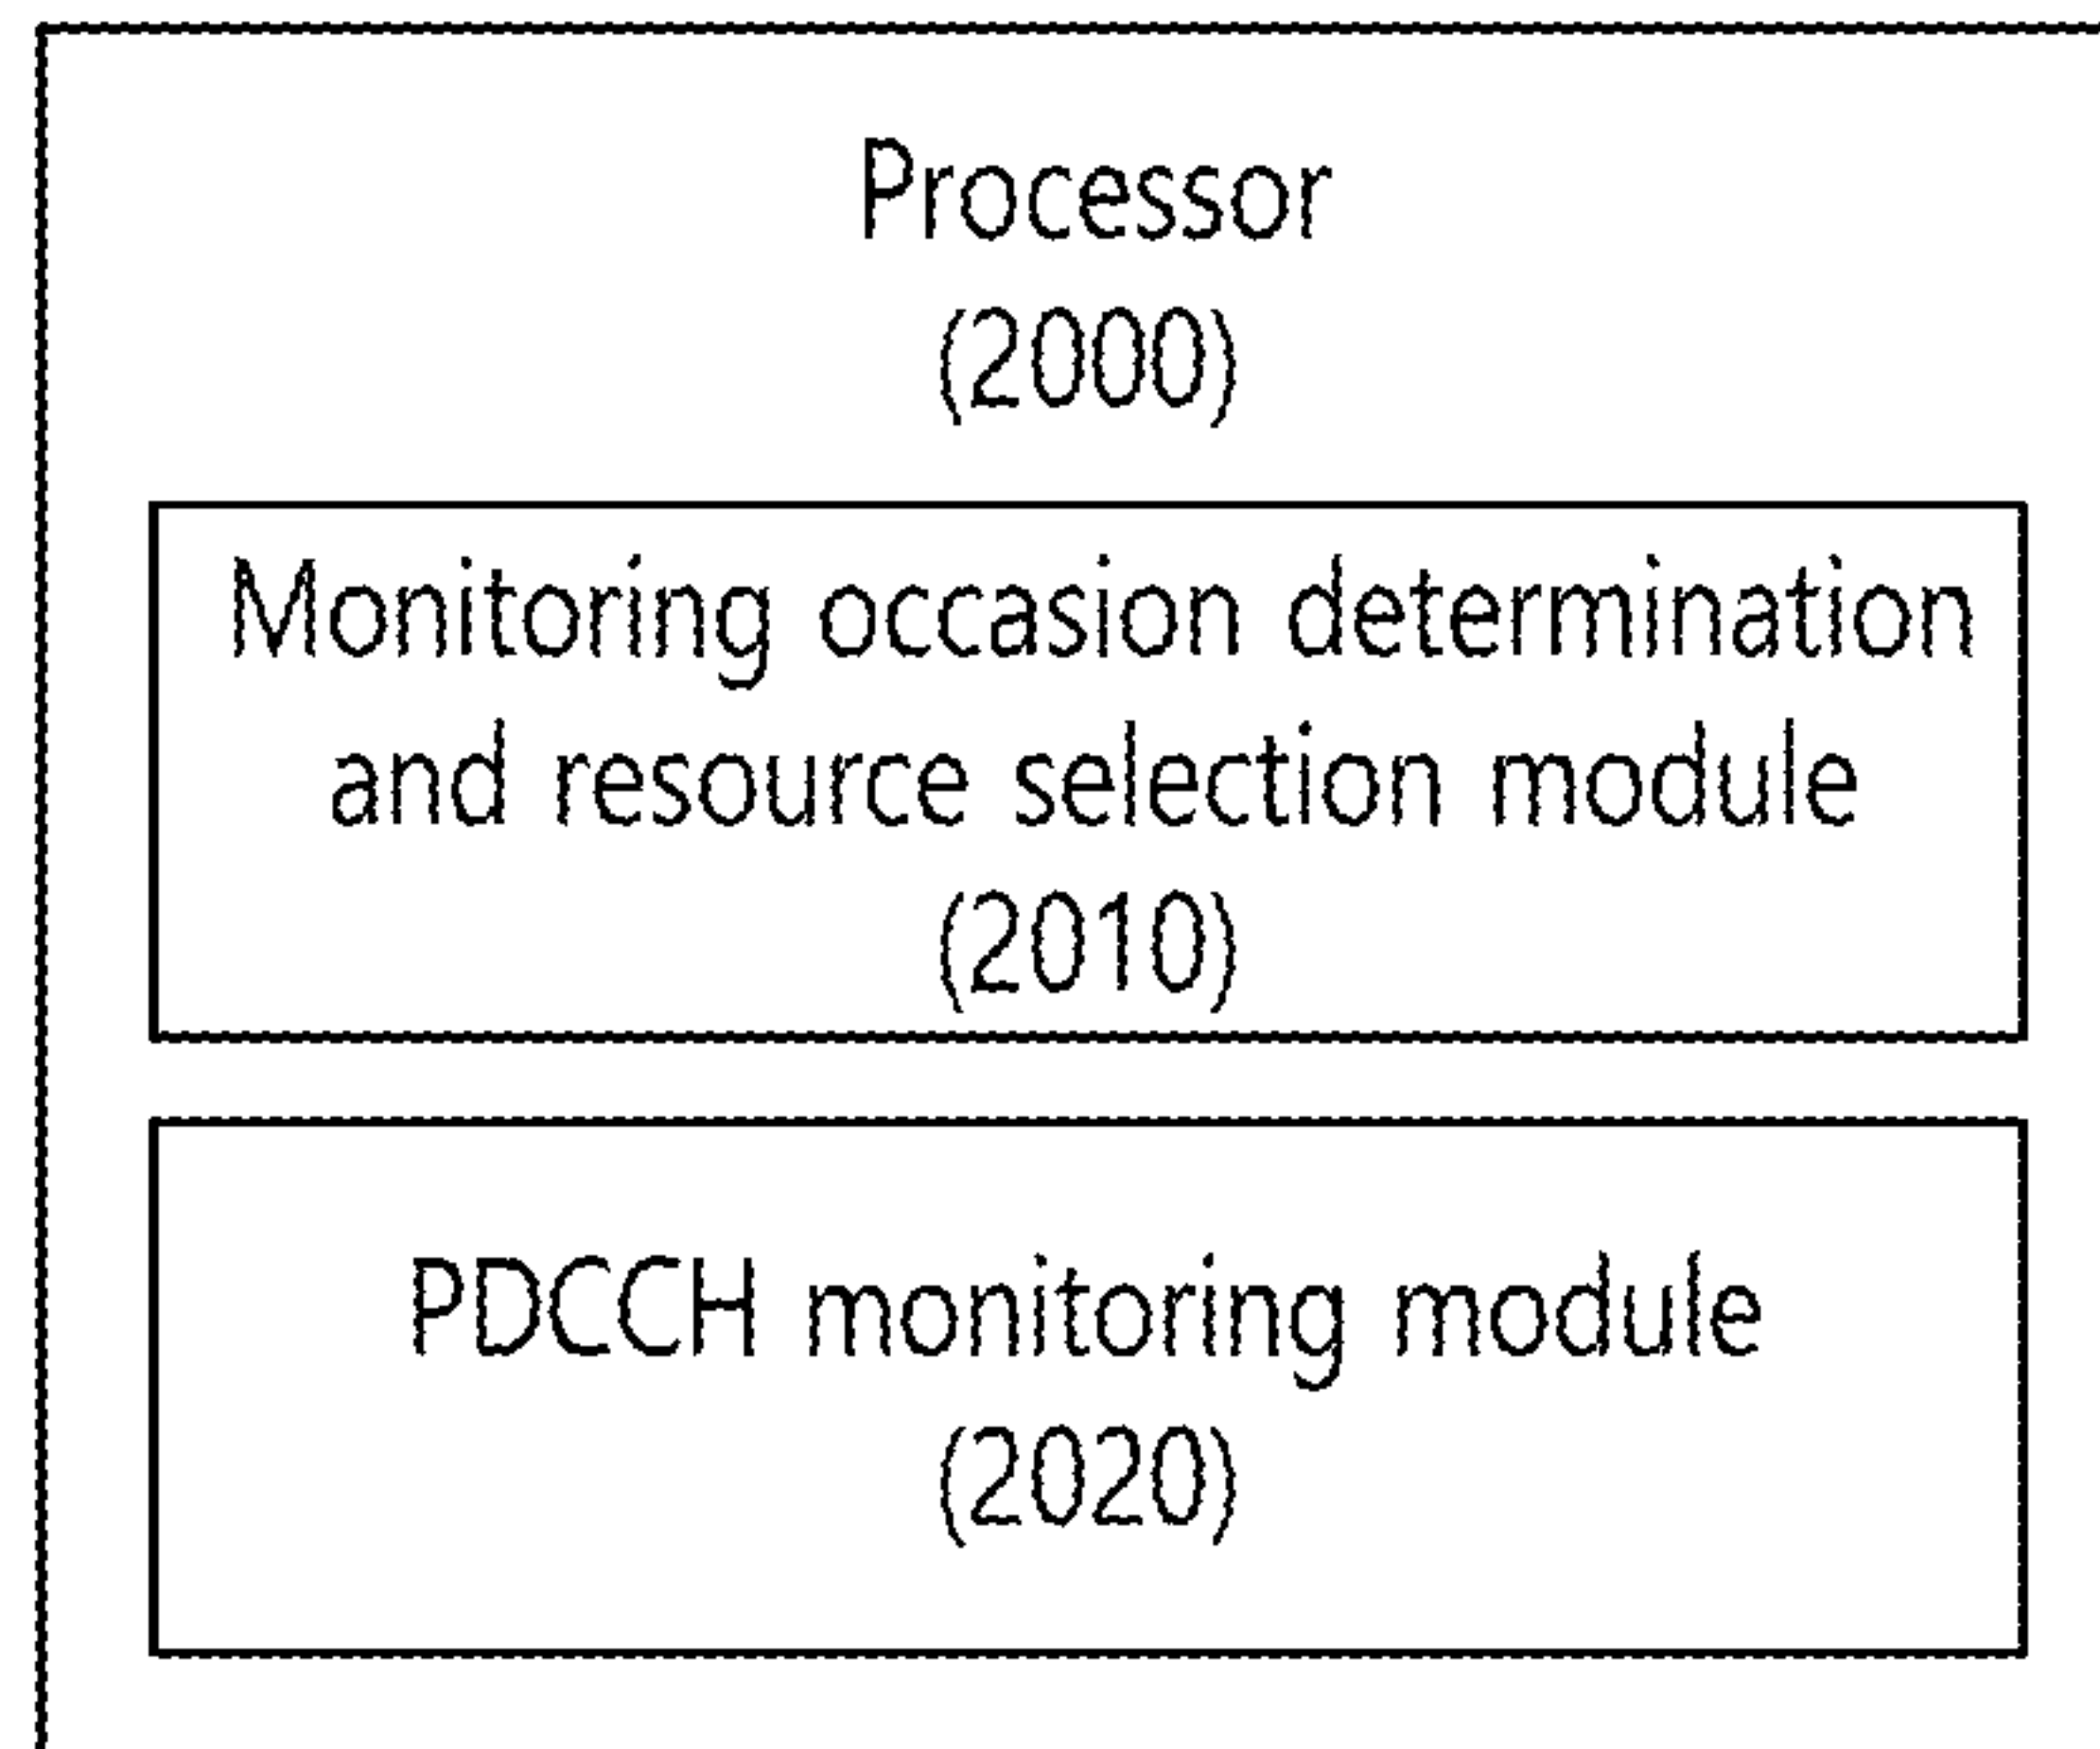 Processor
(2000)
Monitoring occasion determination
and resource selection module
(2010)
PDCCH monitoring module
(2020)